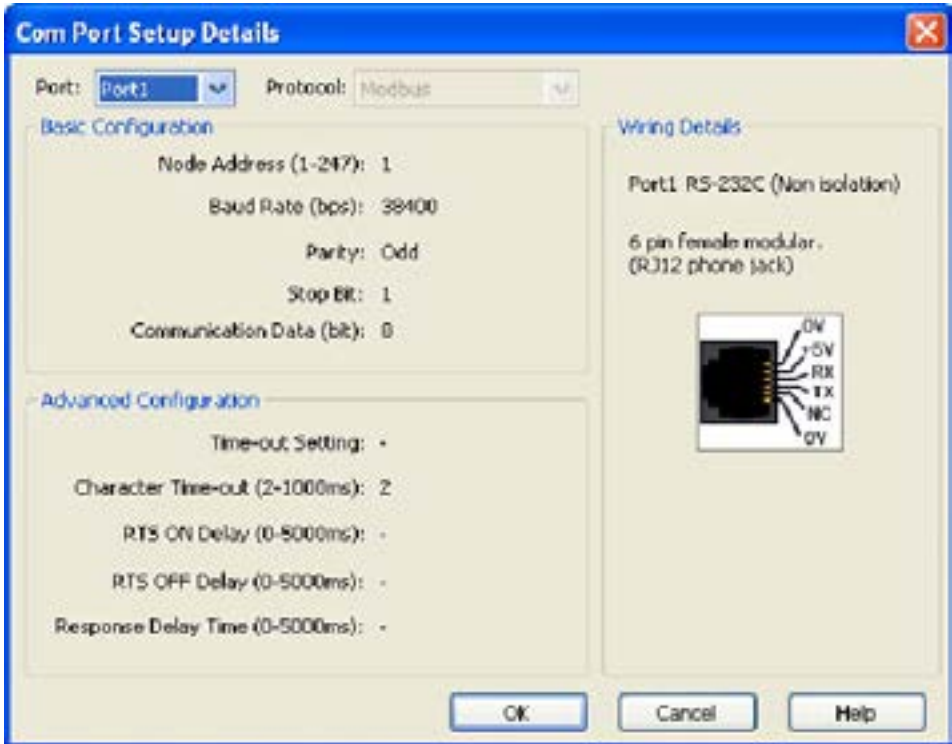 Com Port Setup Details
Port: Port1 Protocol: Modbus
Basic Configuration
Node Address (1-247): 1
Baud Rate (bps): 38400
Parity: Odd
Stop Bit: 1
Communication Data (bit): 8
Advanced Configuration
Time-out Setting: -
Character Time-out (2-1000ms): 2
RTS ON Delay (0-5000ms): -
RTS OFF Delay (0-5000ms): -
Response Delay Time (0-5000ms): -
Wiring Details
Port1 RS-232C (Non isolation)
6 pin female modular.
(RJ12 phone jack)
0V
+5V
RX
TX
NC
0V
OK Cancel Help